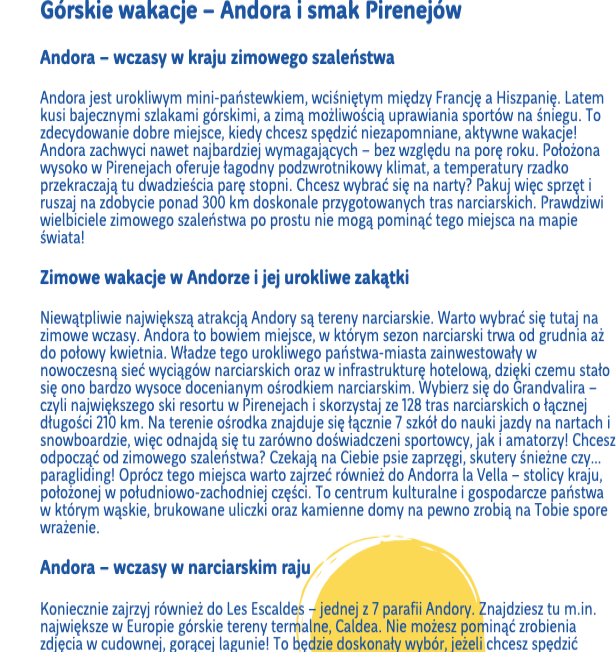 Górskie wakacje – Andora i smak Pirenejów
Andora – wczasy w kraju zimowego szaleństwa
Andora jest urokliwym mini-państewkiem, wciśniętym między Francję a Hiszpanię. Latem
kusi bajecznymi szlakami górskimi, a zimą możliwością uprawiania sportów na śniegu. To
zdecydowanie dobre miejsce, kiedy chcesz spędzić niezapomniane, aktywne wakacje!
Andora zachwyci nawet najbardziej wymagających – bez względu na porę roku. Położona
wysoko w Pirenejach oferuje łagodny podzwrotnikowy klimat, a temperatury rzadko
przekraczają tu dwadzieścia parę stopni. Chcesz wybrać się na narty? Pakuj więc sprzęt i
ruszaj na zdobycie ponad 300 km doskonale przygotowanych tras narciarskich. Prawdziwi
wielbiciele zimowego szaleństwa po prostu nie mogą pominąć tego miejsca na mapie
świata!
Zimowe wakacje w Andorze i jej urokliwe zakątki
Niewątpliwie największą atrakcją Andory są tereny narciarskie. Warto wybrać się tutaj na
zimowe wczasy. Andora to bowiem miejsce, w którym sezon narciarski trwa od grudnia aż
do połowy kwietnia. Władze tego urokliwego państwa-miasta zainwestowały w
nowoczesną sieć wyciągów narciarskich oraz w infrastrukturę hotelową, dzięki czemu stało
się ono bardzo wysoce docenianym ośrodkiem narciarskim. Wybierz się do Grandvalira –
czyli największego ski resortu w Pirenejach i skorzystaj ze 128 tras narciarskich o łącznej
długości 210 km. Na terenie ośrodka znajduje się łącznie 7 szkół do nauki jazdy na nartach i
snowboardzie, więc odnajdą się tu zarówno doświadczeni sportowcy, jak i amatorzy! Chcesz
odpocząć od zimowego szaleństwa? Czekają na Ciebie psie zaprzęgi, skutery śnieżne czy...
paragliding! Oprócz tego miejsca warto zajrzeć również do Andorra la Vella – stolicy kraju,
położonej w południowo-zachodniej części. To centrum kulturalne i gospodarcze państwa
w którym wąskie, brukowane uliczki oraz kamienne domy na pewno zrobią na Tobie spore
wrażenie.
Andora – wczasy w narciarskim raju
Koniecznie zajrzyj również do Les Escaldes – jednej z 7 parafii Andory. Znajdziesz tu m.in.
największe w Europie górskie tereny termalne, Caldea. Nie możesz pominąć zrobienia
zdjęcia w cudownej, gorącej lagunie! To będzie doskonały wybór, jeżeli chcesz spędzić